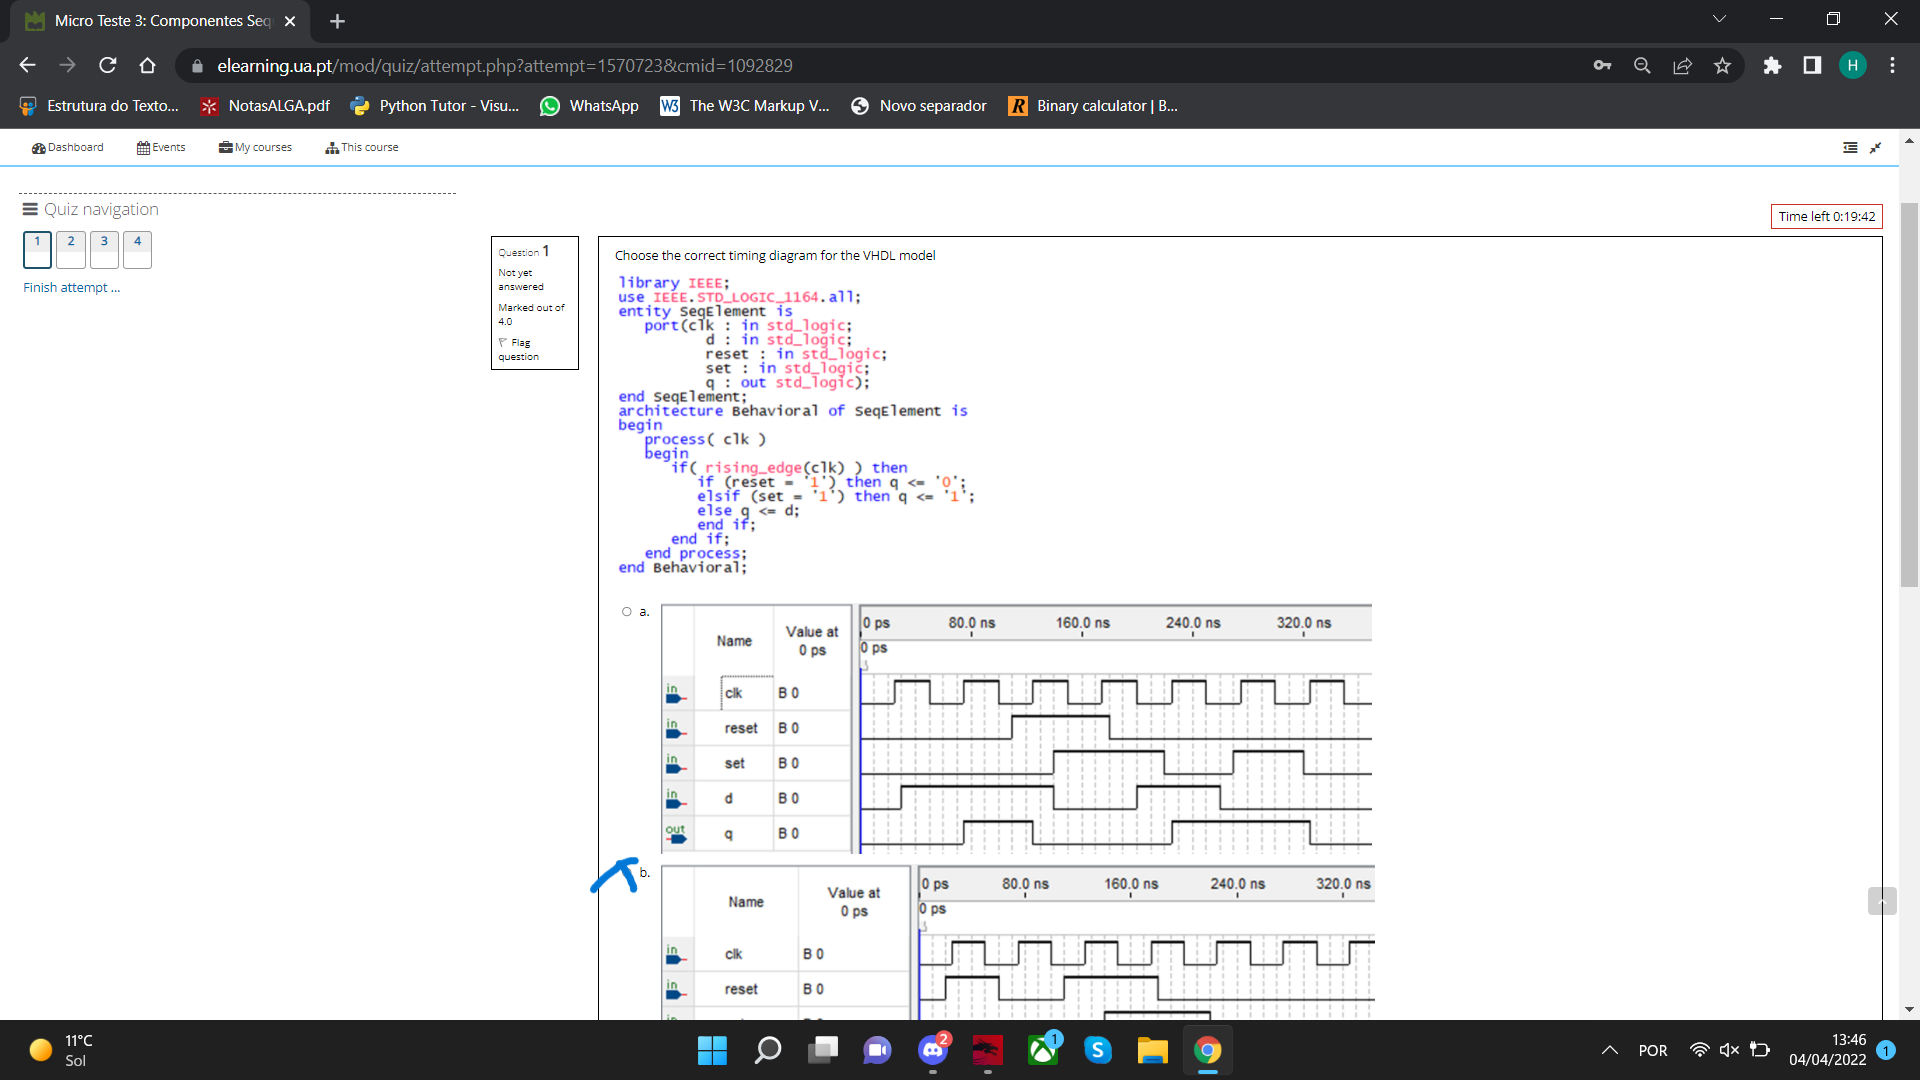 Micro Teste 3: Componentes Seq
elearning.ua.pt/mod/quiz/attempt.php?attempt=1570723&cmid=1092829
H
Estrutura do Texto...
NotasALGA.pdf
Python Tutor - Visu...
WhatsApp
W3
The W3C Markup V...
Novo separador
R
Binary calculator | B...
Dashboard
Events
My courses
This course
Quiz navigation
1 2 3 4
Finish attempt ...
Time left 0:19:42
Question 1
Not yet
answered
Marked out of
4.0
Flag
question
Choose the correct timing diagram for the VHDL model
library IEEE;
use IEEE.STD_LOGIC_1164.all;
entity SeqElement is
port(clk : in std_logic;
d : in std_logic;
reset : in std_logic;
set : in std_logic;
q : out std_logic);
end SeqElement;
architecture Behavioral of SeqElement is
begin
process( clk )
begin
if( rising_edge(clk) ) then
if (reset = '1') then q <= '0';
elsif (set = '1') then q <= '1';
else q <= d;
end if;
end if;
end process;
end Behavioral;
a.
Name
Value at
0 ps
0 ps 80.0 ns 160.0 ns 240.0 ns 320.0 ns
0 ps
in clk B 0
in reset B 0
in set B 0
in d B 0
out q B 0
b.
Name
Value at
0 ps
0 ps 80.0 ns 160.0 ns 240.0 ns 320.0 ns
0 ps
in clk B 0
in reset B 0
11°C
Sol
2
1
S
POR
13:46
04/04/2022
1